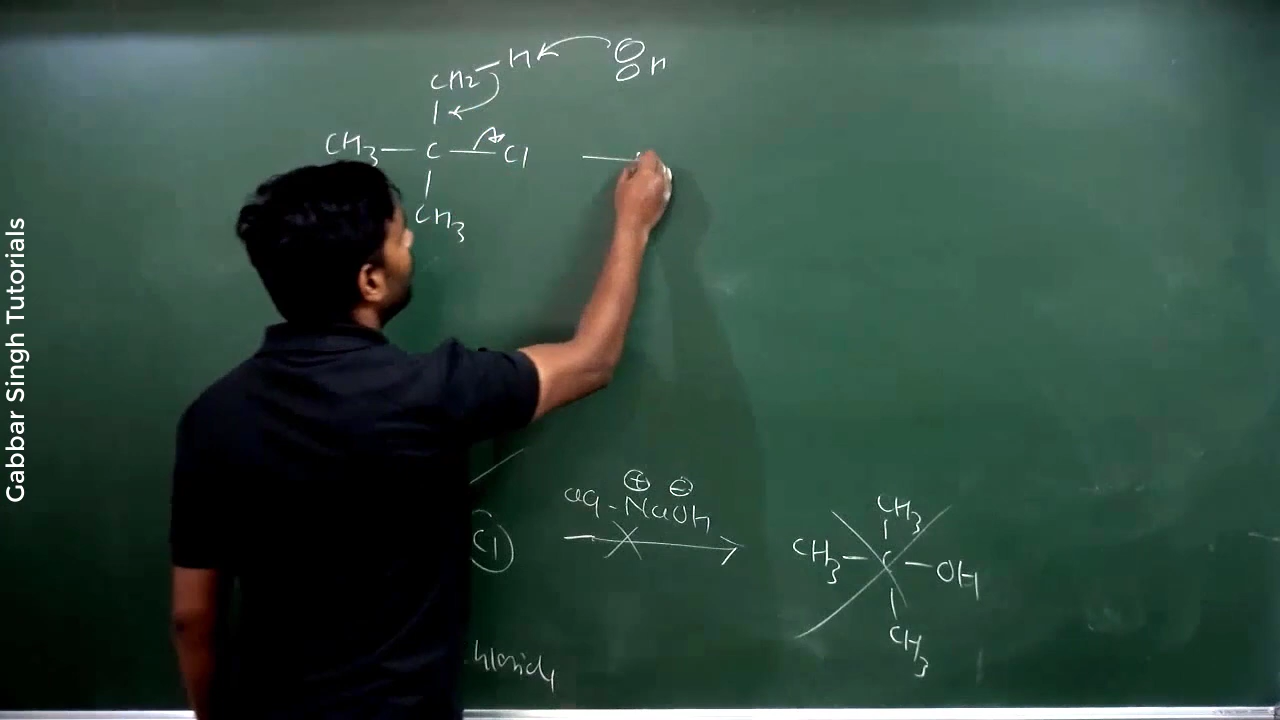 Gabbar Singh Tutorials
CH2 — H ⊖OH
CH3 — C — Cl
CH3
aq. NaOH
⊕ ⊖
Cl
CH3
CH3 — C — OH
CH3
hloride